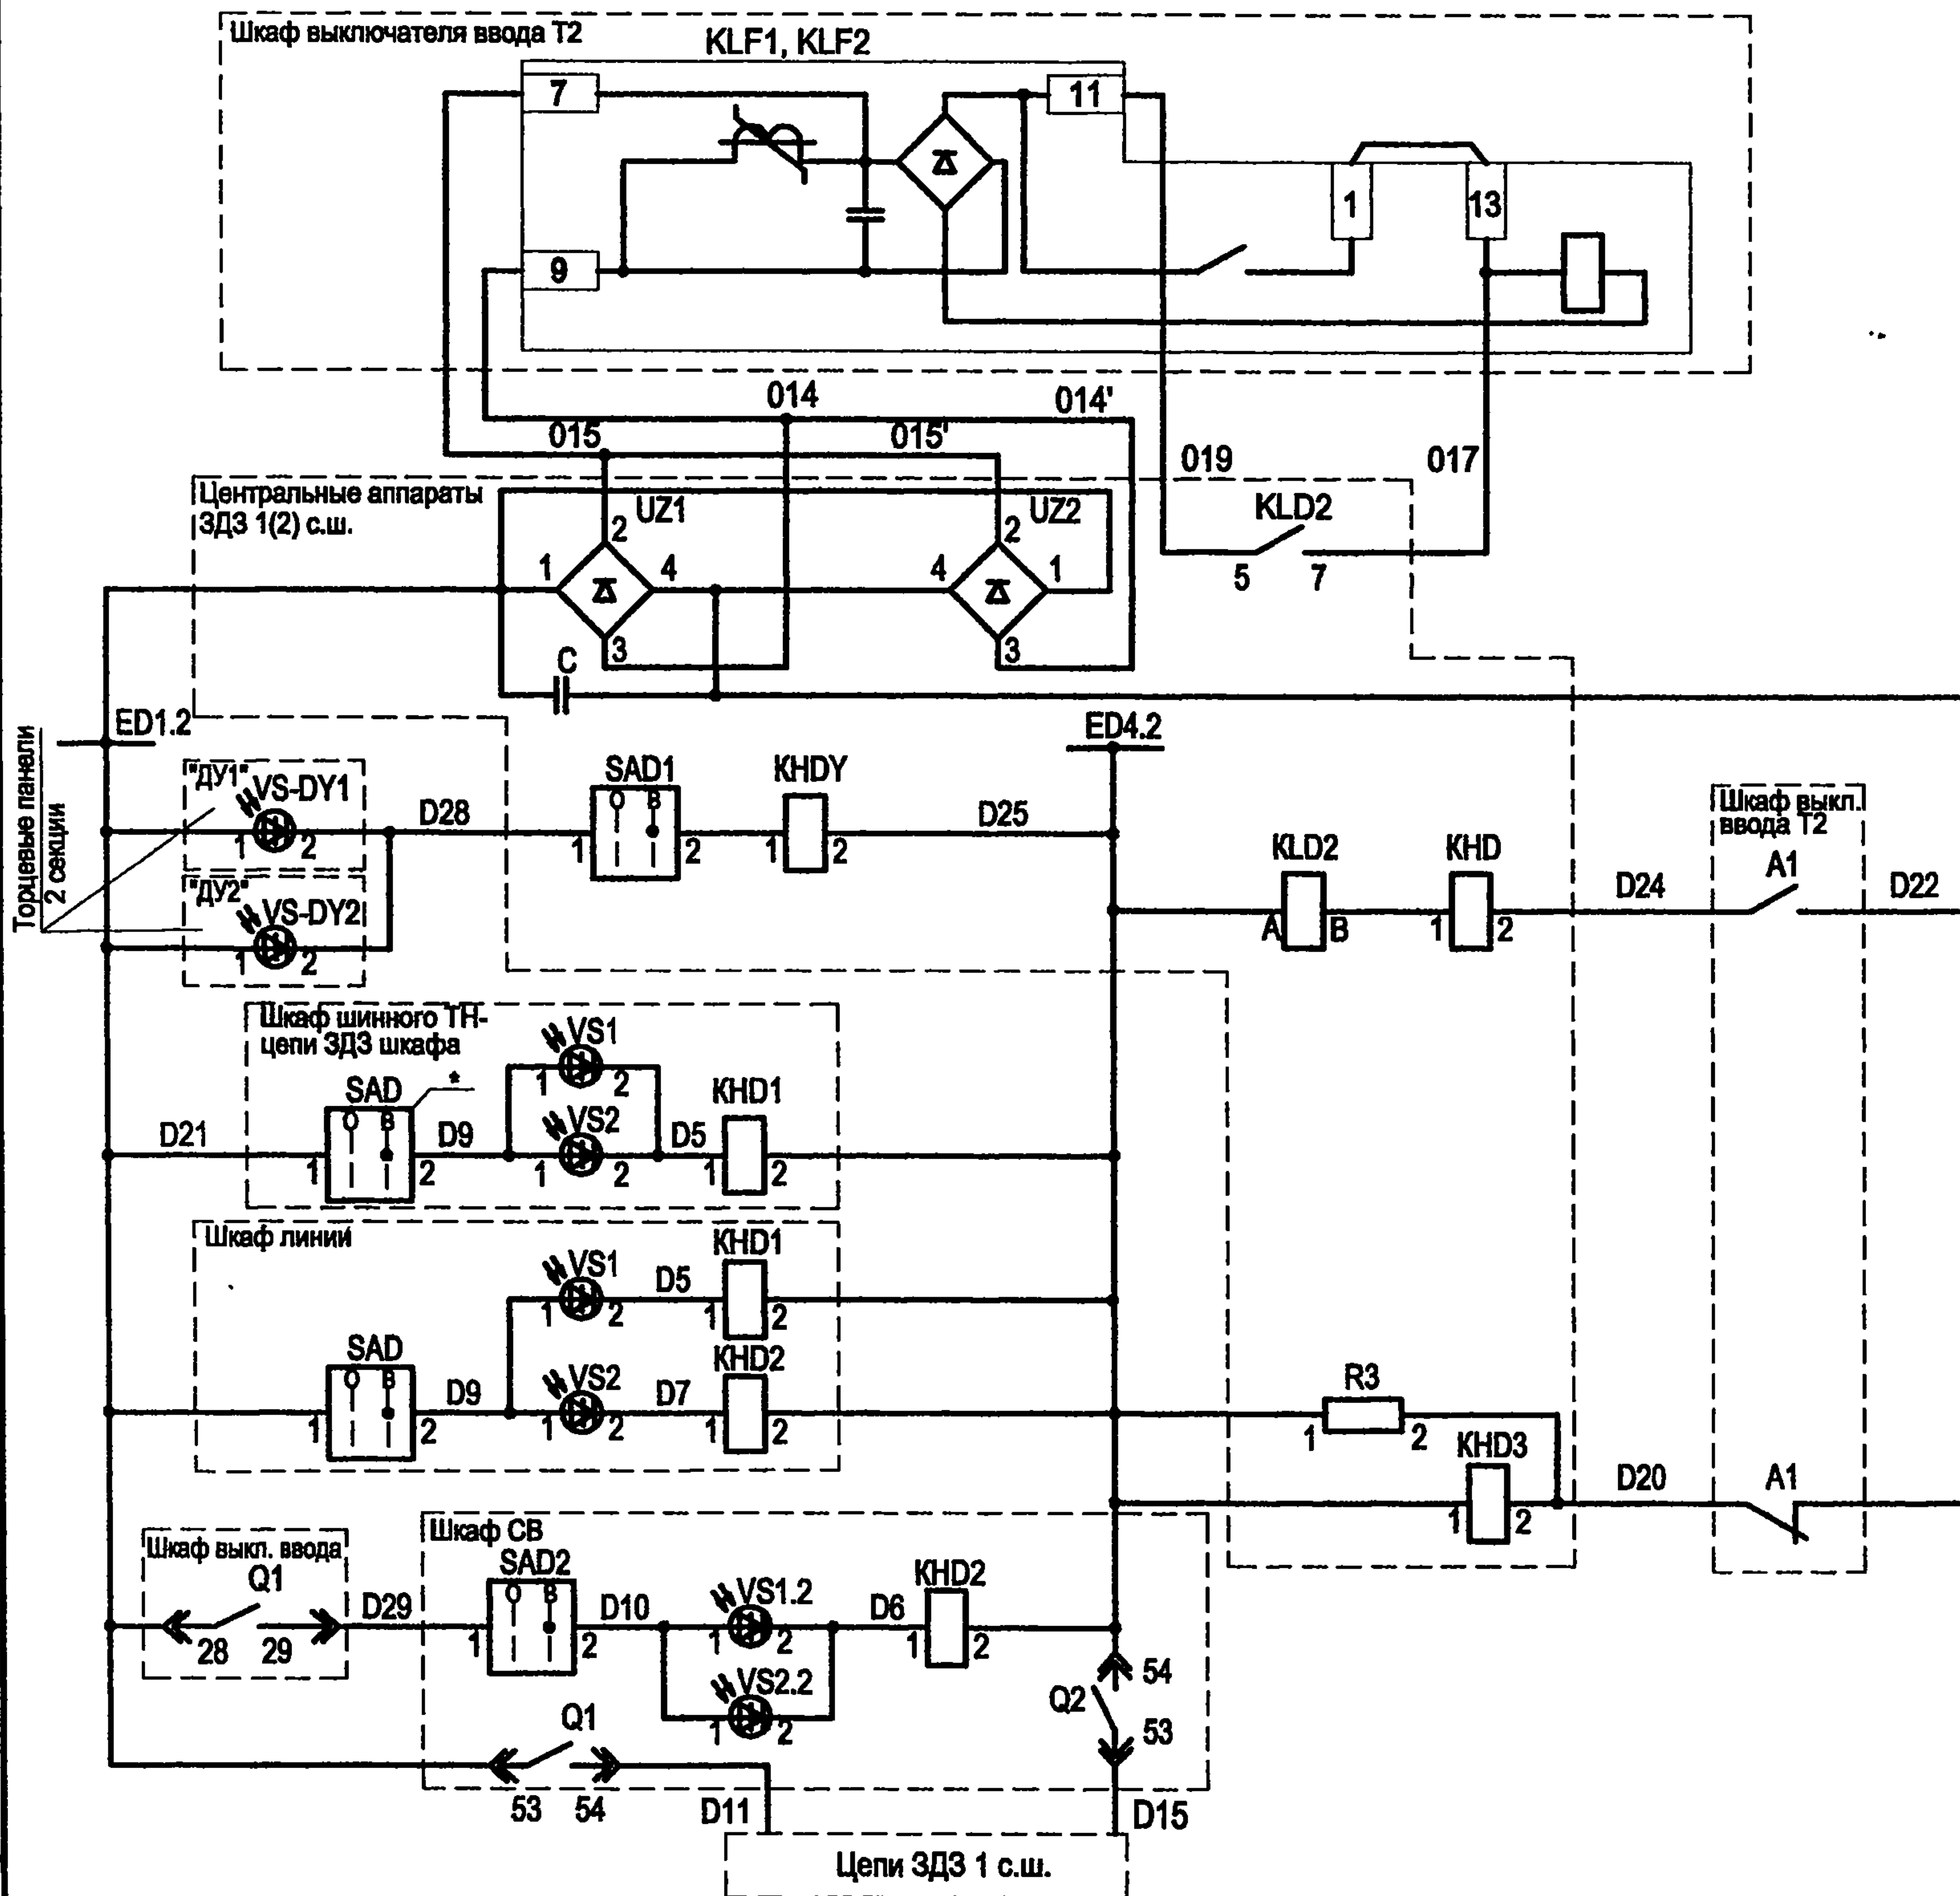 Шкаф выключателя ввода Т2
KLF1, KLF2
7
11
1
13
9
014
014'
015
015'
019
017
Центральные аппараты
ЗДЗ 1(2) с.ш.
UZ1
UZ2
KLD2
2
2
1
4
4
1
5
7
3
3
C
ED1.2
ED4.2
Торцевые панели
2 секции
"ДУ1"
VS-DY1
D28
SAD1
KHDY
D25
О
В
1
2
1
2
1
2
"ДУ2"
VS-DY2
1
2
KLD2
KHD
D24
Шкаф выкл.
ввода Т2
A1
D22
A
B
1
2
Шкаф шинного ТН-
цепи ЗДЗ шкафа
VS1
1
2
SAD
*
VS2
KHD1
D21
О
В
D9
D5
1
2
1
2
1
2
Шкаф линии
VS1
D5
KHD1
1
2
1
2
SAD
VS2
KHD2
О
В
D9
D7
1
2
1
2
1
2
R3
1
2
KHD3
D20
A1
1
2
Шкаф выкл. ввода
Q1
28
29
D29
Шкаф СВ
SAD2
О
В
D10
VS1.2
D6
KHD2
1
2
1
2
1
2
VS2.2
1
2
Q1
53
54
Q2
54
53
D11
D15
Цепи ЗДЗ 1 с.ш.